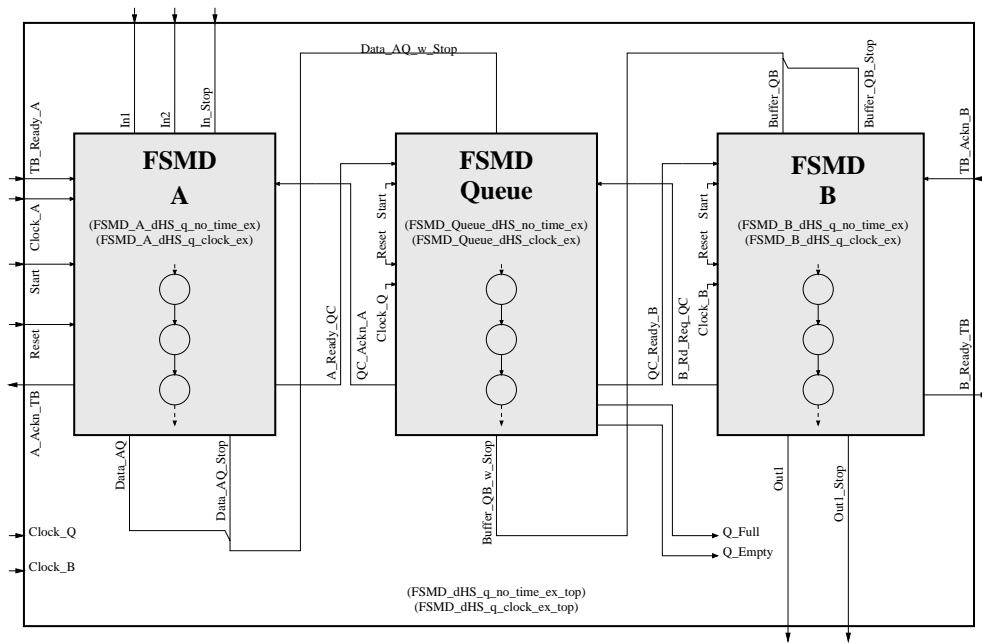 Data_AQ_w_Stop
In1
In2
In_Stop
Buffer_QB
Buffer_QB_Stop
TB_Ready_A
Clock_A
Start
Reset
A_Ackn_TB
FSMD
A
(FSMD_A_dHS_q_no_time_ex)
(FSMD_A_dHS_q_clock_ex)
A_Ready_QC
QC_Ackn_A
Start
Reset
Clock_Q
FSMD
Queue
(FSMD_Queue_dHS_no_time_ex)
(FSMD_Queue_dHS_clock_ex)
QC_Ready_B
B_Rd_Req_QC
Start
Reset
Clock_B
FSMD
B
(FSMD_B_dHS_q_no_time_ex)
(FSMD_B_dHS_q_clock_ex)
TB_Ackn_B
B_Ready_TB
Data_AQ
Data_AQ_Stop
Buffer_QB_w_Stop
Out1
Out1_Stop
Clock_Q
Q_Full
Q_Empty
Clock_B
(FSMD_dHS_q_no_time_ex_top)
(FSMD_dHS_q_clock_ex_top)